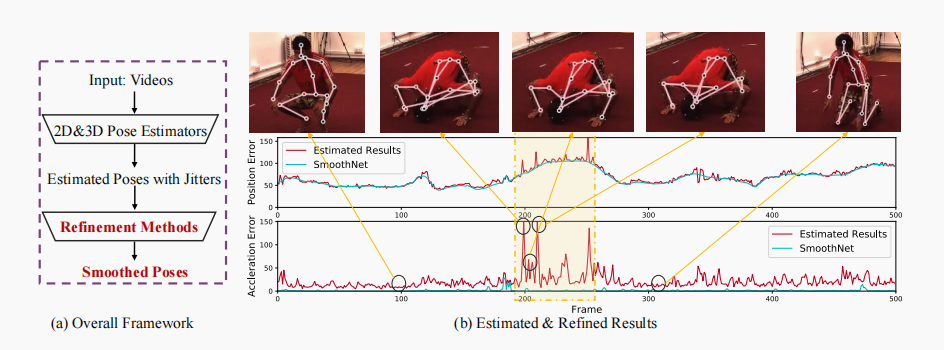 Input: Videos
2D&3D Pose Estimators
Estimated Poses with Jitters
Refinement Methods
Smoothed Poses
(a) Overall Framework
Position Error
150
100
50
0
Estimated Results
SmoothNet
0 100 200 300 400 500
Acceleration Error
150
100
50
0
Estimated Results
SmoothNet
0 100 200 300 400 500
Frame
(b) Estimated & Refined Results